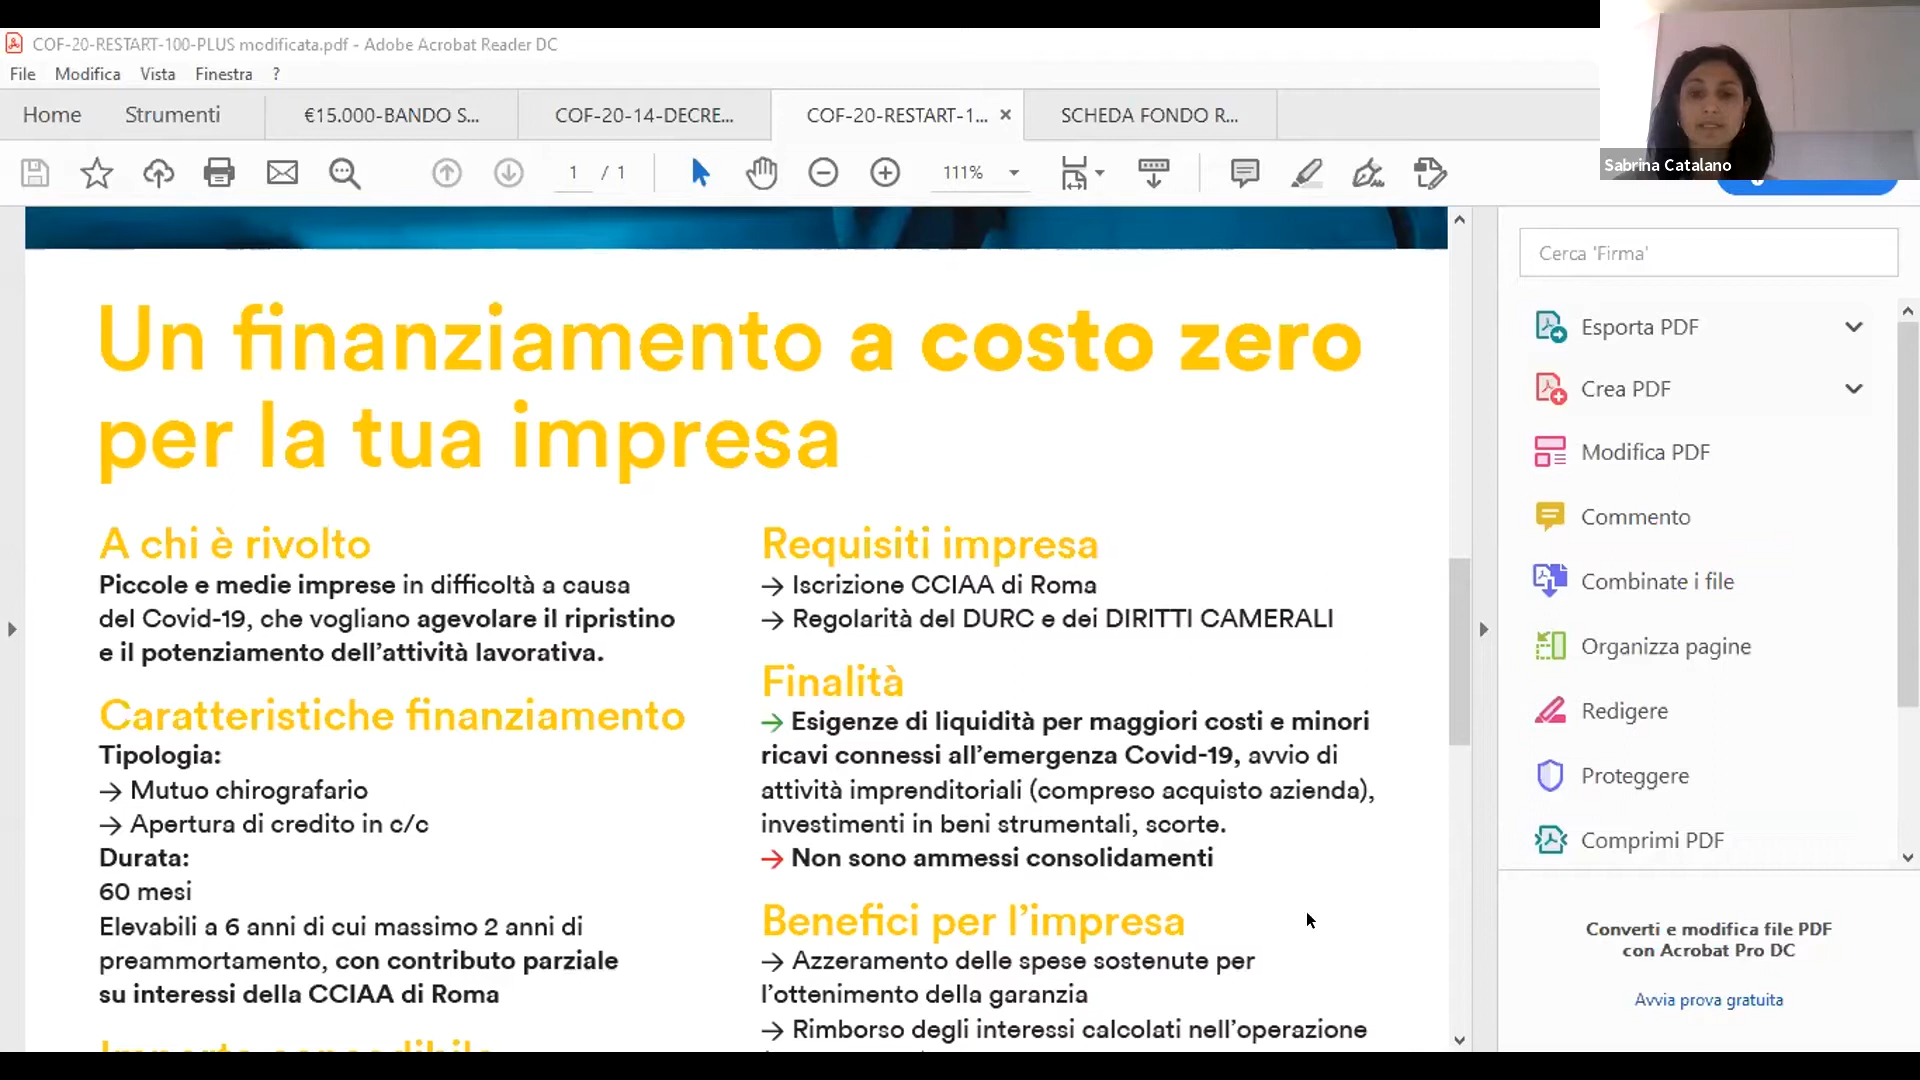 COF-20-RESTART-100-PLUS modificata.pdf - Adobe Acrobat Reader DC
File Modifica Vista Finestra ?
Home Strumenti €15.000-BANDO S... COF-20-14-DECRE... COF-20-RESTART-1... SCHEDA FONDO R...
1 / 1 111%
Sabrina Catalano
Un finanziamento a costo zero
per la tua impresa
A chi è rivolto
Piccole e medie imprese in difficoltà a causa
del Covid-19, che vogliano agevolare il ripristino
e il potenziamento dell'attività lavorativa.
Caratteristiche finanziamento
Tipologia:
→ Mutuo chirografario
→ Apertura di credito in c/c
Durata:
60 mesi
Elevabili a 6 anni di cui massimo 2 anni di
preammortamento, con contributo parziale
su interessi della CCIAA di Roma
Requisiti impresa
→ Iscrizione CCIAA di Roma
→ Regolarità del DURC e dei DIRITTI CAMERALI
Finalità
→ Esigenze di liquidità per maggiori costi e minori
ricavi connessi all'emergenza Covid-19, avvio di
attività imprenditoriali (compreso acquisto azienda),
investimenti in beni strumentali, scorte.
→ Non sono ammessi consolidamenti
Benefici per l'impresa
→ Azzeramento delle spese sostenute per
l'ottenimento della garanzia
→ Rimborso degli interessi calcolati nell'operazione
Cerca 'Firma'
Esporta PDF
Crea PDF
Modifica PDF
Commento
Combinate i file
Organizza pagine
Redigere
Proteggere
Comprimi PDF
Converti e modifica file PDF
con Acrobat Pro DC
Avvia prova gratuita